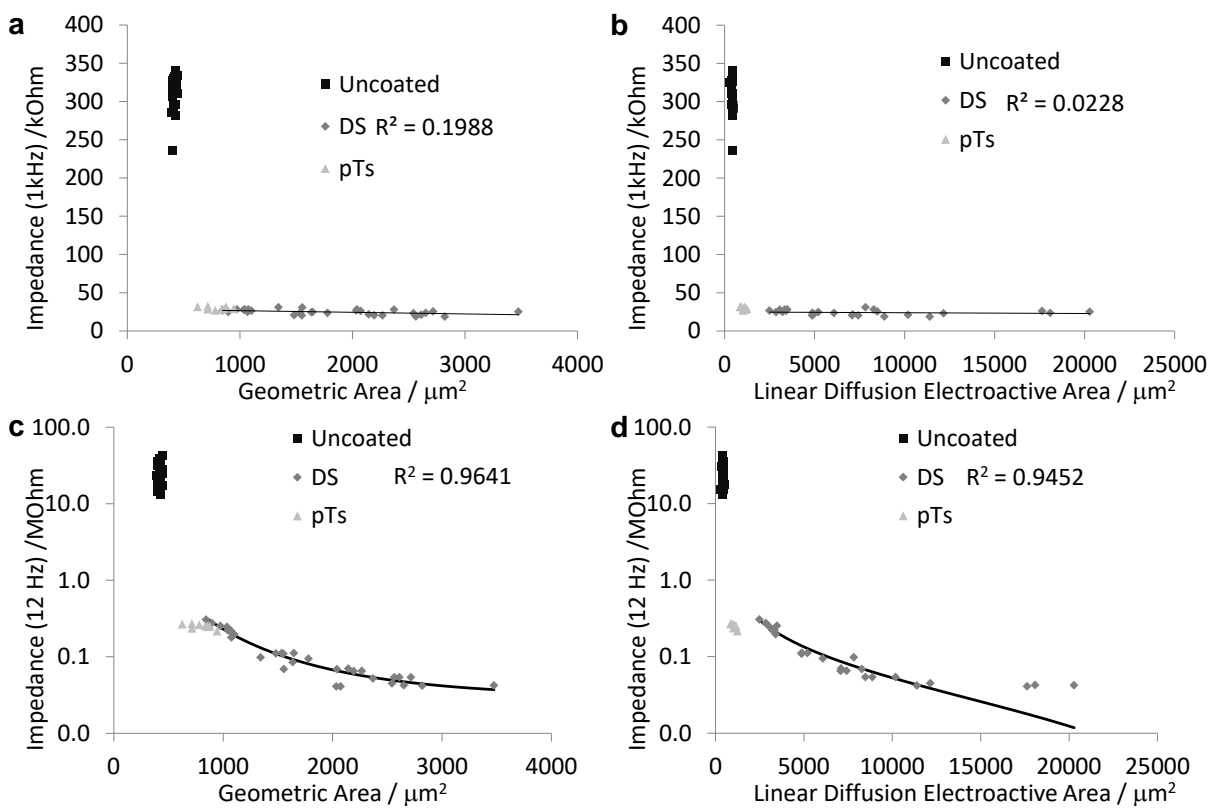 a
Impedance (1kHz) /kOhm
400
350
300
250
200
150
100
50
0
0 1000 2000 3000 4000
Geometric Area / μm²
Uncoated
DS R² = 0.1988
pTs
b
Impedance (1kHz) /kOhm
400
350
300
250
200
150
100
50
0
0 5000 10000 15000 20000 25000
Linear Diffusion Electroactive Area / μm²
Uncoated
DS R² = 0.0228
pTs
c
Impedance (12 Hz) /MOhm
100.0
10.0
1.0
0.1
0.0
0 1000 2000 3000 4000
Geometric Area / μm²
Uncoated
DS R² = 0.9641
pTs
d
Impedance (12 Hz) /MOhm
100.0
10.0
1.0
0.1
0.0
0 5000 10000 15000 20000 25000
Linear Diffusion Electroactive Area / μm²
Uncoated
DS R² = 0.9452
pTs